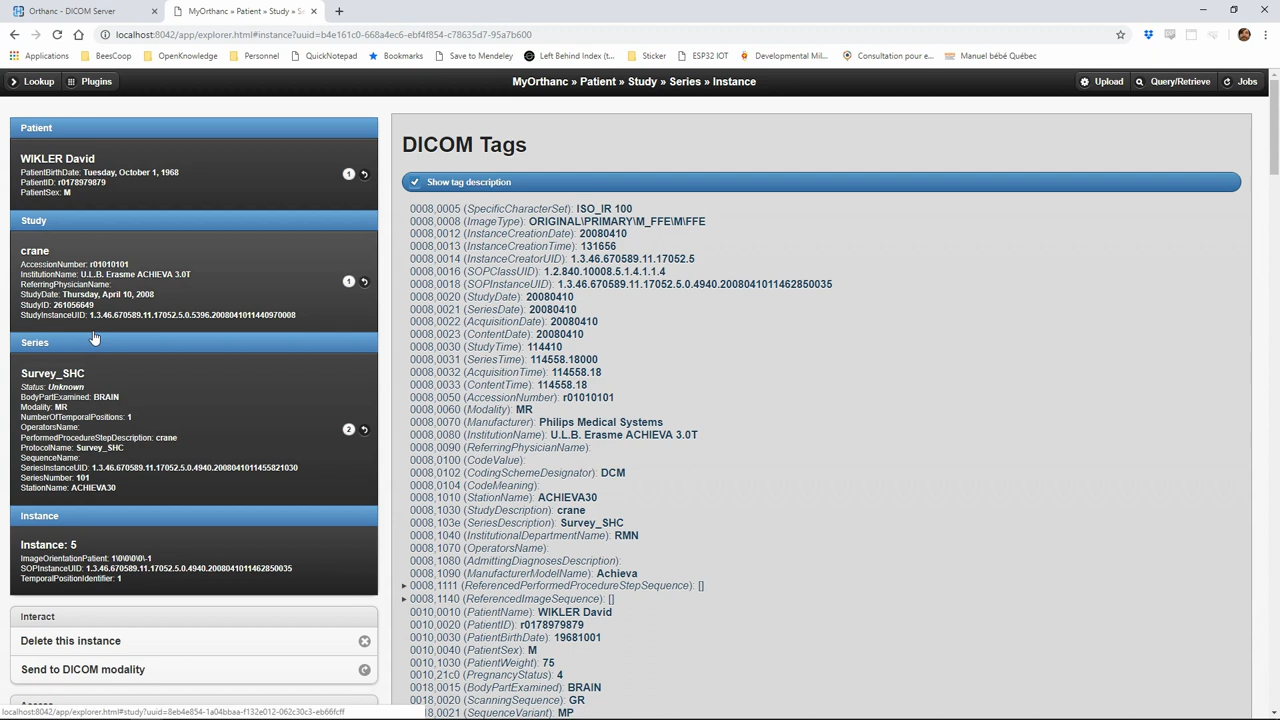 Orthanc - DICOM Server
MyOrthanc » Patient » Study » Se
localhost:8042/app/explorer.html#instance?uuid=b4e161c0-668a4ec6-ebf4f854-c78635d7-95a7b600
Apps Applications BeesCoop OpenKnowledge Personnel QuickNotepad Bookmarks Save to Mendeley Left Behind Index (t... Sticker ESP32 IOT Developmental Mil... Consultation pour e... Manuel bébé Québec
Lookup Plugins MyOrthanc » Patient » Study » Series » Instance Upload Query/Retrieve Jobs
Patient
WIKLER David
PatientBirthDate: Tuesday, October 1, 1968
PatientID: r0178979879
PatientSex: M
1
Study
crane
AccessionNumber: r01010101
InstitutionName: U.L.B. Erasme ACHIEVA 3.0T
ReferringPhysicianName:
StudyDate: Thursday, April 10, 2008
StudyID: 261056649
StudyInstanceUID: 1.3.46.670589.11.17052.5.0.5396.2008041011440970008
1
Series
Survey_SHC
Status: Unknown
BodyPartExamined: BRAIN
Modality: MR
NumberOfTemporalPositions: 1
OperatorsName:
PerformedProcedureStepDescription: crane
ProtocolName: Survey_SHC
SequenceName:
SeriesInstanceUID: 1.3.46.670589.11.17052.5.0.4940.2008041011455821030
SeriesNumber: 101
StationName: ACHIEVA30
2
Instance
Instance: 5
ImageOrientationPatient: 1\0\0\0\0\-1
SOPInstanceUID: 1.3.46.670589.11.17052.5.0.4940.2008041011462850035
TemporalPositionIdentifier: 1
Interact
Delete this instance
Send to DICOM modality
localhost:8042/app/explorer.html#study?uuid=8eb4e854-1a04bbaa-f132e012-062c30c3-eb66fcff
DICOM Tags
Show tag description
0008,0005 (SpecificCharacterSet): ISO_IR 100
0008,0008 (ImageType): ORIGINAL\PRIMARY\M_FFE\M\FFE
0008,0012 (InstanceCreationDate): 20080410
0008,0013 (InstanceCreationTime): 131656
0008,0014 (InstanceCreatorUID): 1.3.46.670589.11.17052.5
0008,0016 (SOPClassUID): 1.2.840.10008.5.1.4.1.1.4
0008,0018 (SOPInstanceUID): 1.3.46.670589.11.17052.5.0.4940.2008041011462850035
0008,0020 (StudyDate): 20080410
0008,0021 (SeriesDate): 20080410
0008,0022 (AcquisitionDate): 20080410
0008,0023 (ContentDate): 20080410
0008,0030 (StudyTime): 114410
0008,0031 (SeriesTime): 114558.18000
0008,0032 (AcquisitionTime): 114558.18
0008,0033 (ContentTime): 114558.18
0008,0050 (AccessionNumber): r01010101
0008,0060 (Modality): MR
0008,0070 (Manufacturer): Philips Medical Systems
0008,0080 (InstitutionName): U.L.B. Erasme ACHIEVA 3.0T
0008,0090 (ReferringPhysicianName):
0008,0100 (CodeValue):
0008,0102 (CodingSchemeDesignator): DCM
0008,0104 (CodeMeaning):
0008,1010 (StationName): ACHIEVA30
0008,1030 (StudyDescription): crane
0008,103e (SeriesDescription): Survey_SHC
0008,1040 (InstitutionalDepartmentName): RMN
0008,1070 (OperatorsName):
0008,1080 (AdmittingDiagnosesDescription):
0008,1090 (ManufacturerModelName): Achieva
0008,1111 (ReferencedPerformedProcedureStepSequence): []
0008,1140 (ReferencedImageSequence): []
0010,0010 (PatientName): WIKLER David
0010,0020 (PatientID): r0178979879
0010,0030 (PatientBirthDate): 19681001
0010,0040 (PatientSex): M
0010,1030 (PatientWeight): 75
0010,21c0 (PregnancyStatus): 4
0018,0015 (BodyPartExamined): BRAIN
0018,0020 (ScanningSequence): GR
0018,0021 (SequenceVariant): MP